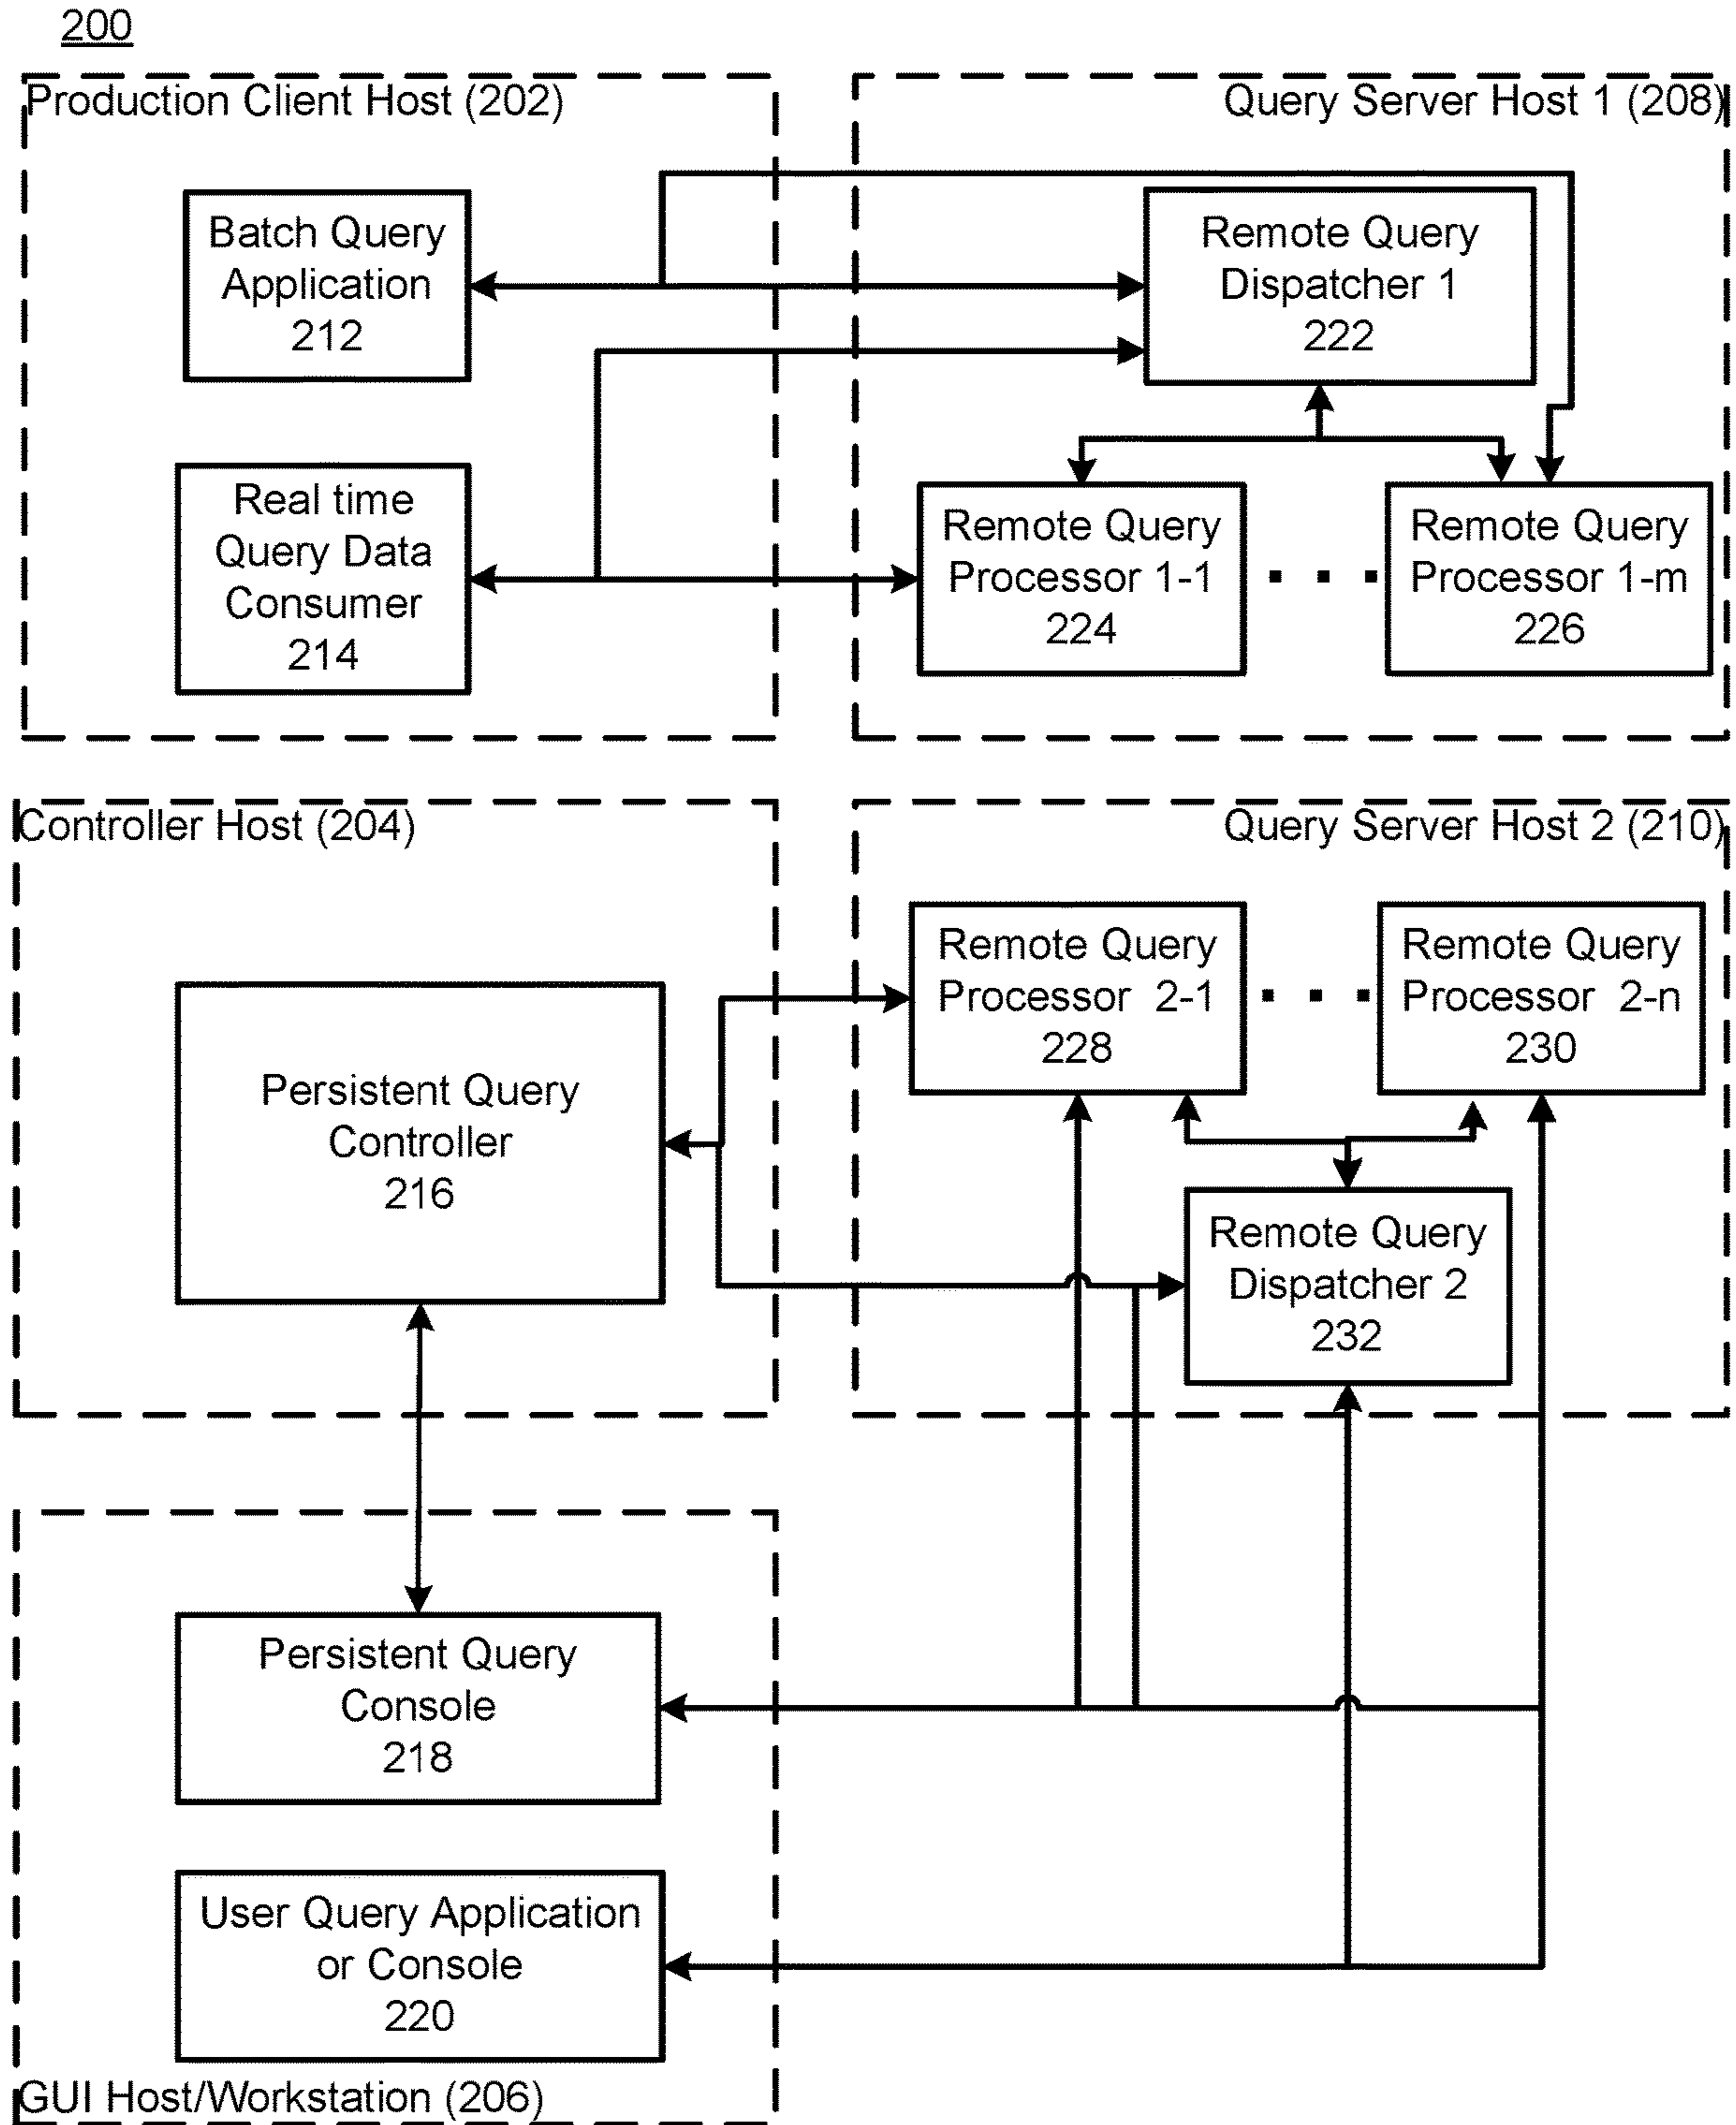 200
Production Client Host (202)
Query Server Host 1 (208)
Batch Query
Application
212
Remote Query
Dispatcher 1
222
Real time
Query Data
Consumer
214
Remote Query
Processor 1-1
224
Remote Query
Processor 1-m
226
Controller Host (204)
Query Server Host 2 (210)
Persistent Query
Controller
216
Remote Query
Processor 2-1
228
Remote Query
Processor 2-n
230
Remote Query
Dispatcher 2
232
Persistent Query
Console
218
User Query Application
or Console
220
GUI Host/Workstation (206)